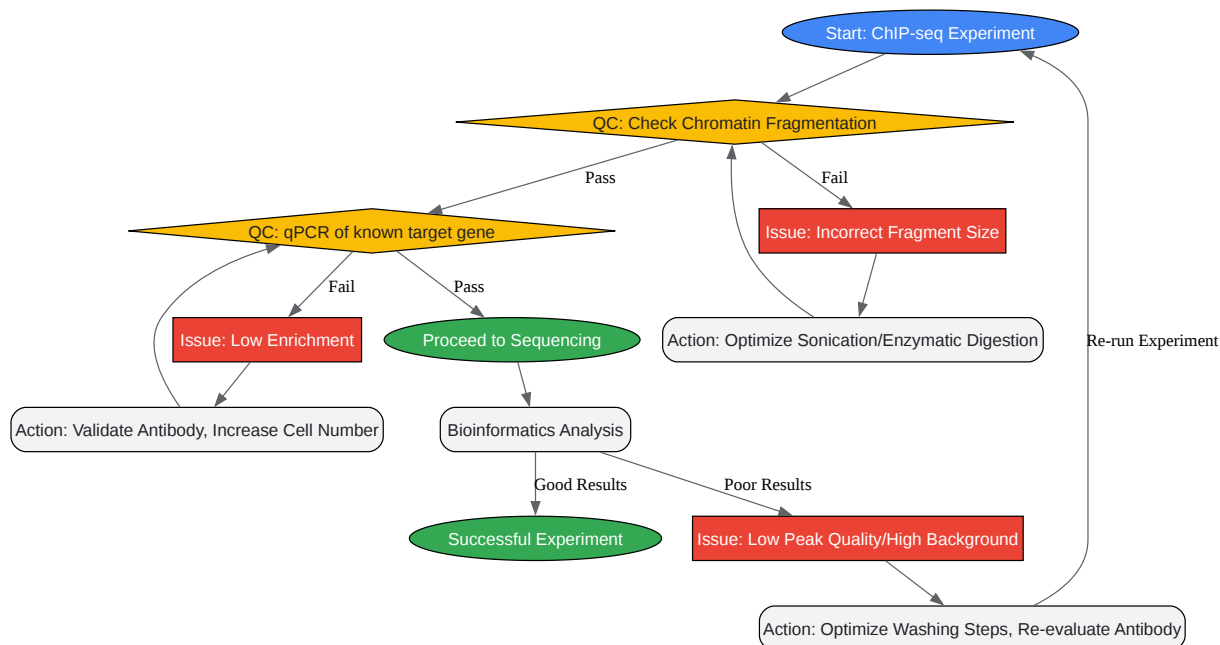 Start: ChIP-seq Experiment
QC: Check Chromatin Fragmentation
Pass
Fail
QC: qPCR of known target gene
Issue: Incorrect Fragment Size
Fail
Pass
Issue: Low Enrichment
Proceed to Sequencing
Action: Optimize Sonication/Enzymatic Digestion
Re-run Experiment
Action: Validate Antibody, Increase Cell Number
Bioinformatics Analysis
Good Results
Poor Results
Successful Experiment
Issue: Low Peak Quality/High Background
Action: Optimize Washing Steps, Re-evaluate Antibody